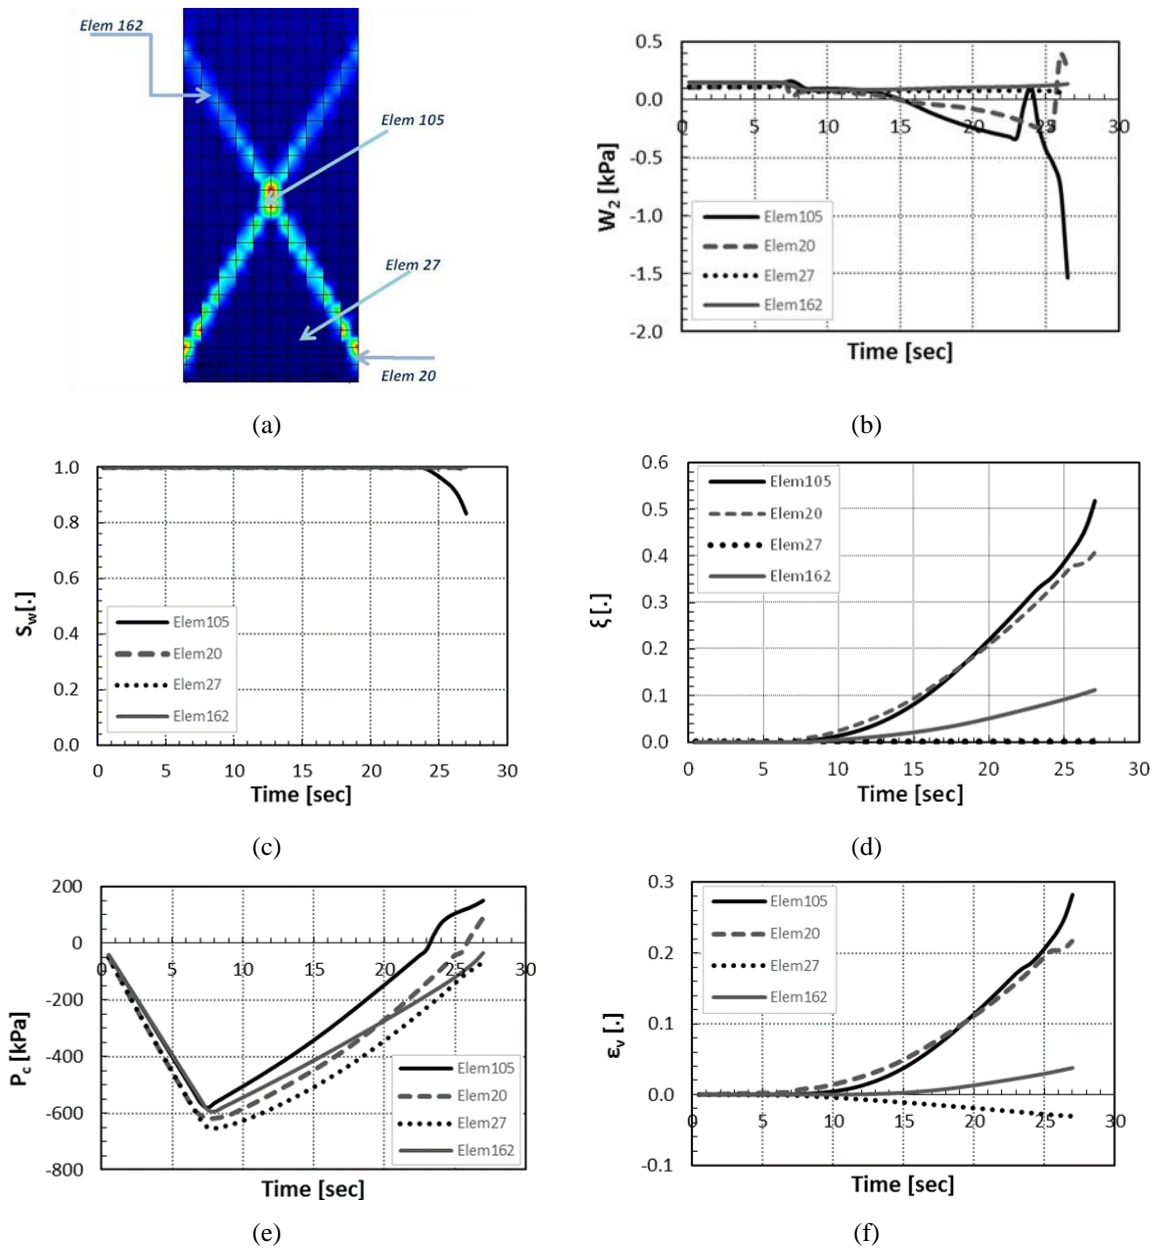 Elem 162
Elem 105
Elem 27
Elem 20
(a)
0.5
0.0
-0.5
-1.0
-1.5
-2.0
0 5 10 15 20 25 30
W2 [kPa]
Elem105
Elem20
Elem27
Elem162
Time [sec]
(b)
1.0
0.8
0.6
0.4
0.2
0.0
0 5 10 15 20 25 30
Sw[.]
Elem105
Elem20
Elem27
Elem162
Time [sec]
(c)
0.6
0.5
0.4
0.3
0.2
0.1
0.0
0 5 10 15 20 25 30
ξ [.]
Elem105
Elem20
Elem27
Elem162
Time [sec]
(d)
200
0
-200
-400
-600
-800
0 5 10 15 20 25 30
Pc [kPa]
Elem105
Elem20
Elem27
Elem162
Time [sec]
(e)
0.3
0.2
0.1
0.0
-0.1
0 5 10 15 20 25 30
εv [.]
Elem105
Elem20
Elem27
Elem162
Time [sec]
(f)